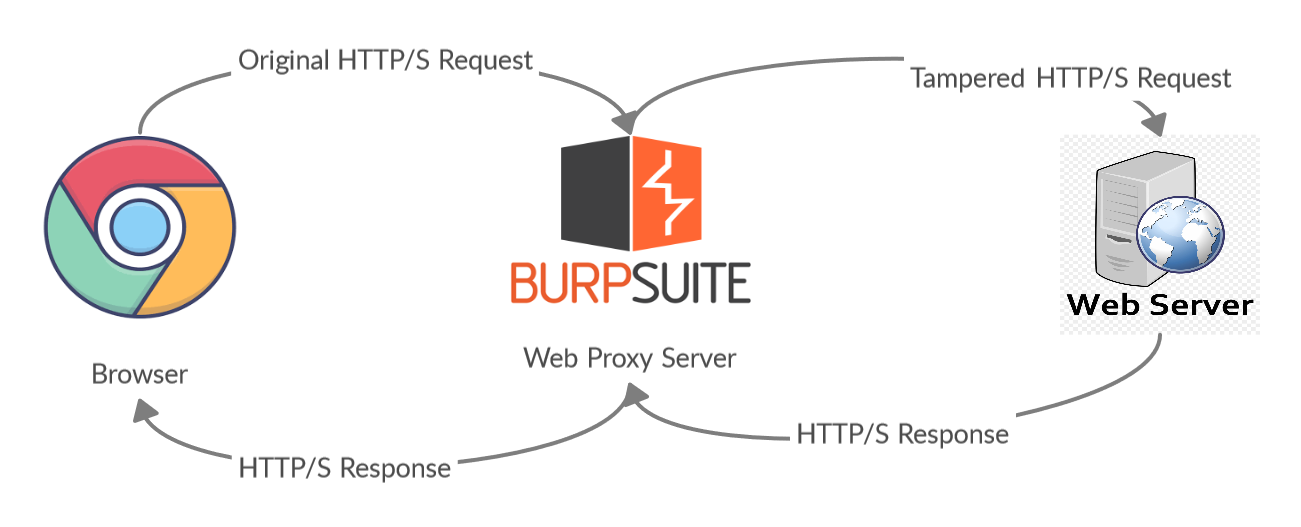 Original HTTP/S Request
Tampered HTTP/S Request
BURPSUITE
Web Server
Web Proxy Server
Browser
HTTP/S Response
HTTP/S Response